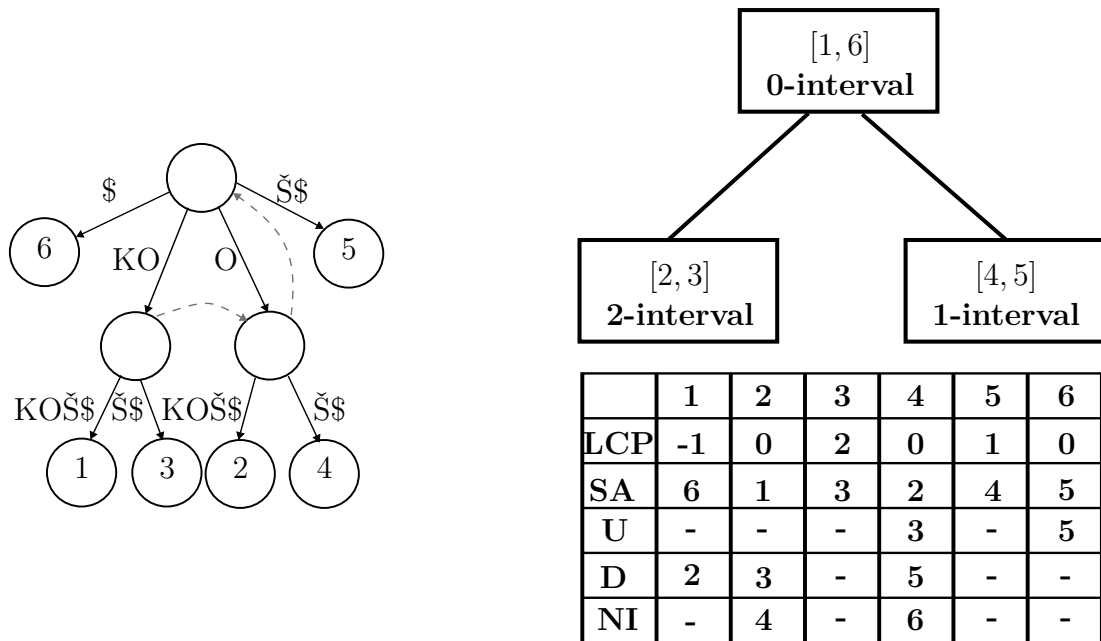 $
Š$
6
5
KO
O
KOŠ$
Š$
KOŠ$
Š$
1
3
2
4
[1, 6]
0-interval
[2, 3]
2-interval
[4, 5]
1-interval
1 2 3 4 5 6
LCP -1 0 2 0 1 0
SA 6 1 3 2 4 5
U - - - 3 - 5
D 2 3 - 5 - -
NI - 4 - 6 - -